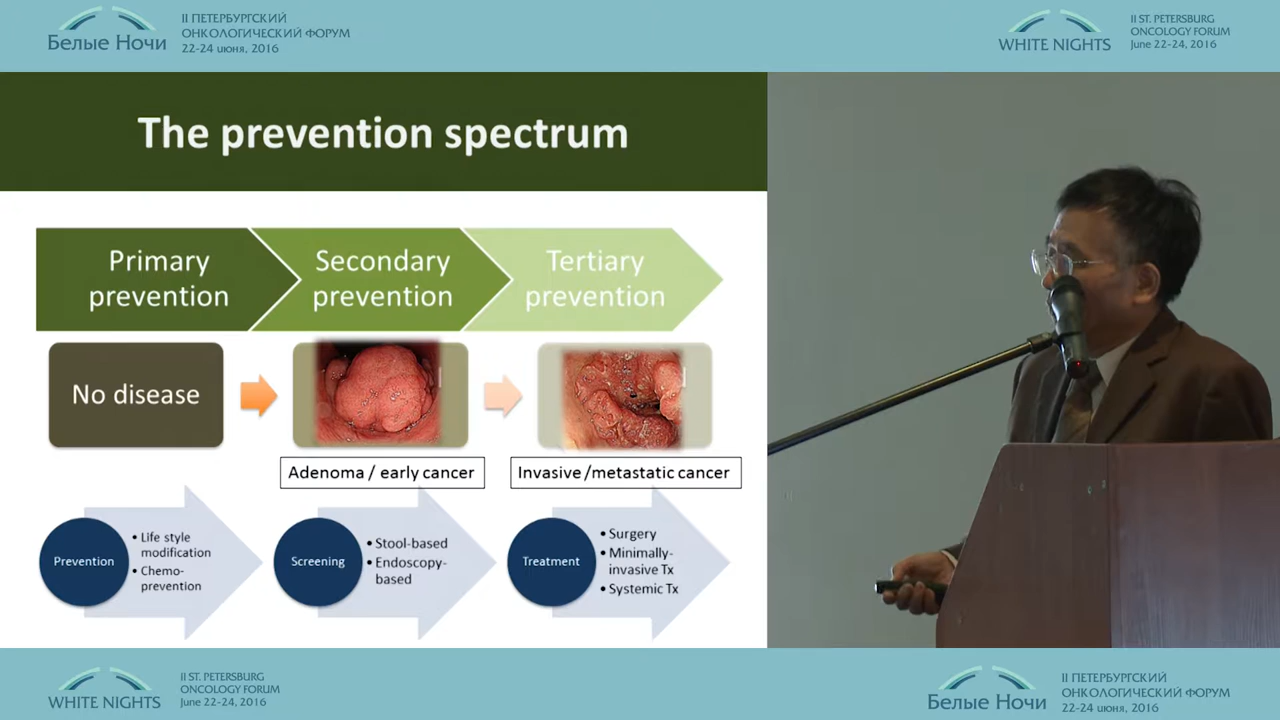 Белые Ночи
II ПЕТЕРБУРГСКИЙ
ОНКОЛОГИЧЕСКИЙ ФОРУМ
22-24 июня, 2016
WHITE NIGHTS
II ST. PETERSBURG
ONCOLOGY FORUM
June 22-24, 2016
The prevention spectrum
Primary
prevention
Secondary
prevention
Tertiary
prevention
No disease
Adenoma / early cancer
Invasive /metastatic cancer
Prevention
• Life style
modification
• Chemo-
prevention
Screening
• Stool-based
• Endoscopy-
based
Treatment
• Surgery
• Minimally-
invasive Tx
• Systemic Tx
WHITE NIGHTS
II ST. PETERSBURG
ONCOLOGY FORUM
June 22-24, 2016
Белые Ночи
II ПЕТЕРБУРГСКИЙ
ОНКОЛОГИЧЕСКИЙ ФОРУМ
22-24 июня, 2016